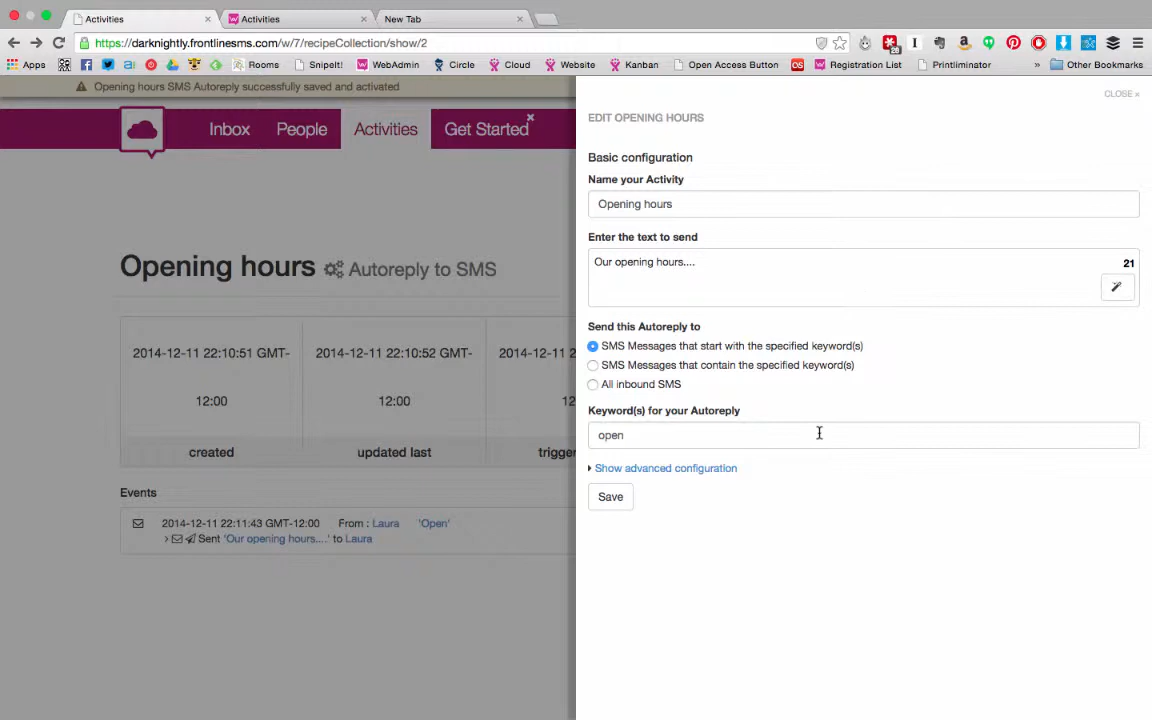 Activities
Activities
New Tab
https://darknightly.frontlinesms.com/w/7/recipeCollection/show/2
Apps Rooms SnipeIt! WebAdmin Circle Cloud Website Kanban Open Access Button Registration List Printliminator » Other Bookmarks
Opening hours SMS Autoreply successfully saved and activated
Inbox People Activities Get Started
Opening hours Autoreply to SMS
2014-12-11 22:10:51 GMT-
12:00
created
2014-12-11 22:10:52 GMT-
12:00
updated last
2014-12-11 2
12:
trigger
Events
2014-12-11 22:11:43 GMT-12:00 From : Laura 'Open'
Sent 'Our opening hours....' to Laura
CLOSE »
EDIT OPENING HOURS
Basic configuration
Name your Activity
Opening hours
Enter the text to send
Our opening hours....
21
Send this Autoreply to
SMS Messages that start with the specified keyword(s)
SMS Messages that contain the specified keyword(s)
All inbound SMS
Keyword(s) for your Autoreply
open
Show advanced configuration
Save